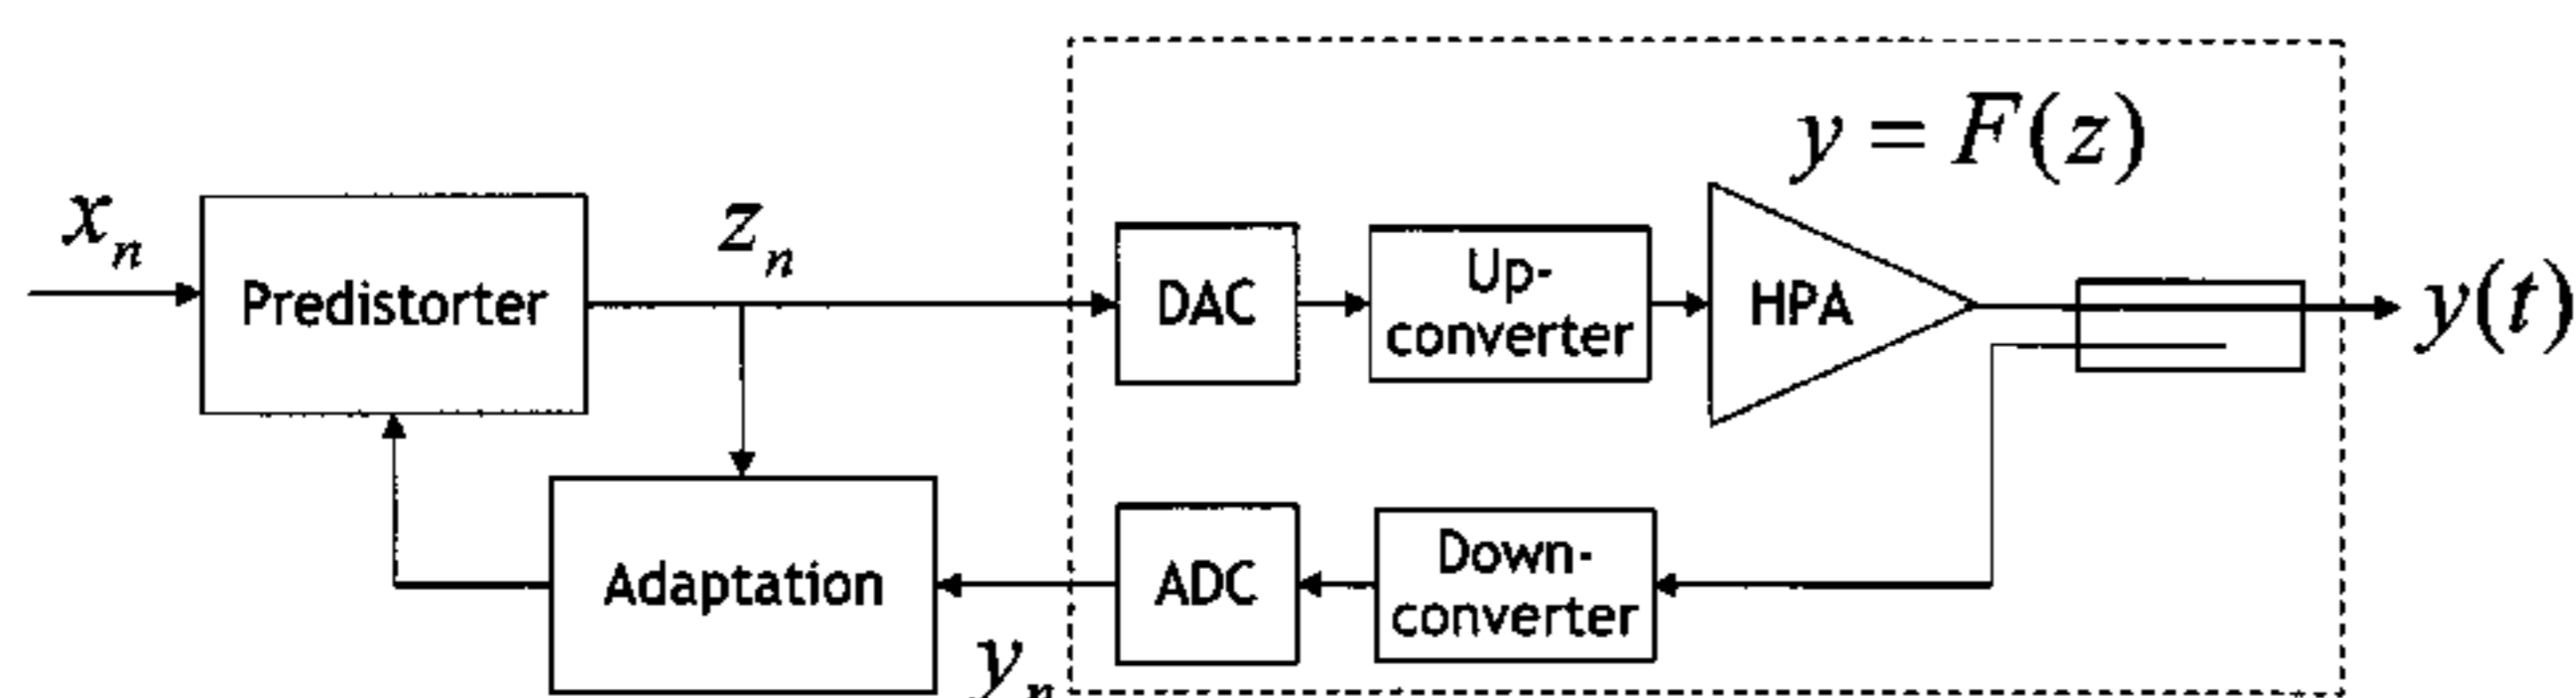 y = F(z)
x_n
z_n
Predistorter
DAC
Up-
converter
HPA
y(t)
Adaptation
ADC
Down-
converter
y_n